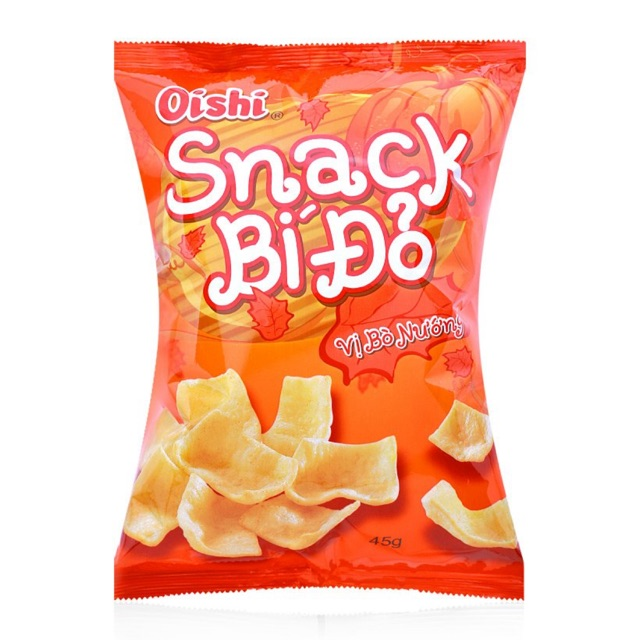 Oishi®
Snack
Bí Đỏ
Vị Bò Nướng
45g